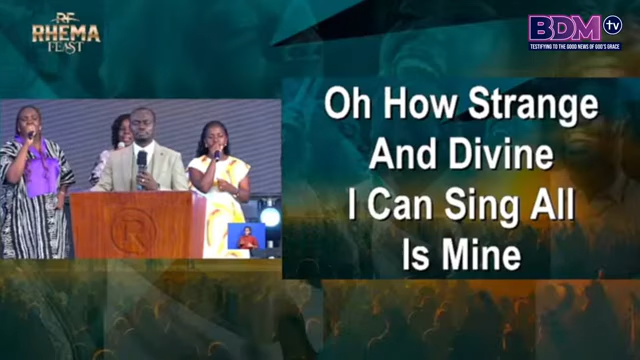 RF
RHEMA
FEAST
BDM tv
TESTIFYING TO THE GOOD NEWS OF GOD'S GRACE
Oh How Strange
And Divine
I Can Sing All
Is Mine
R